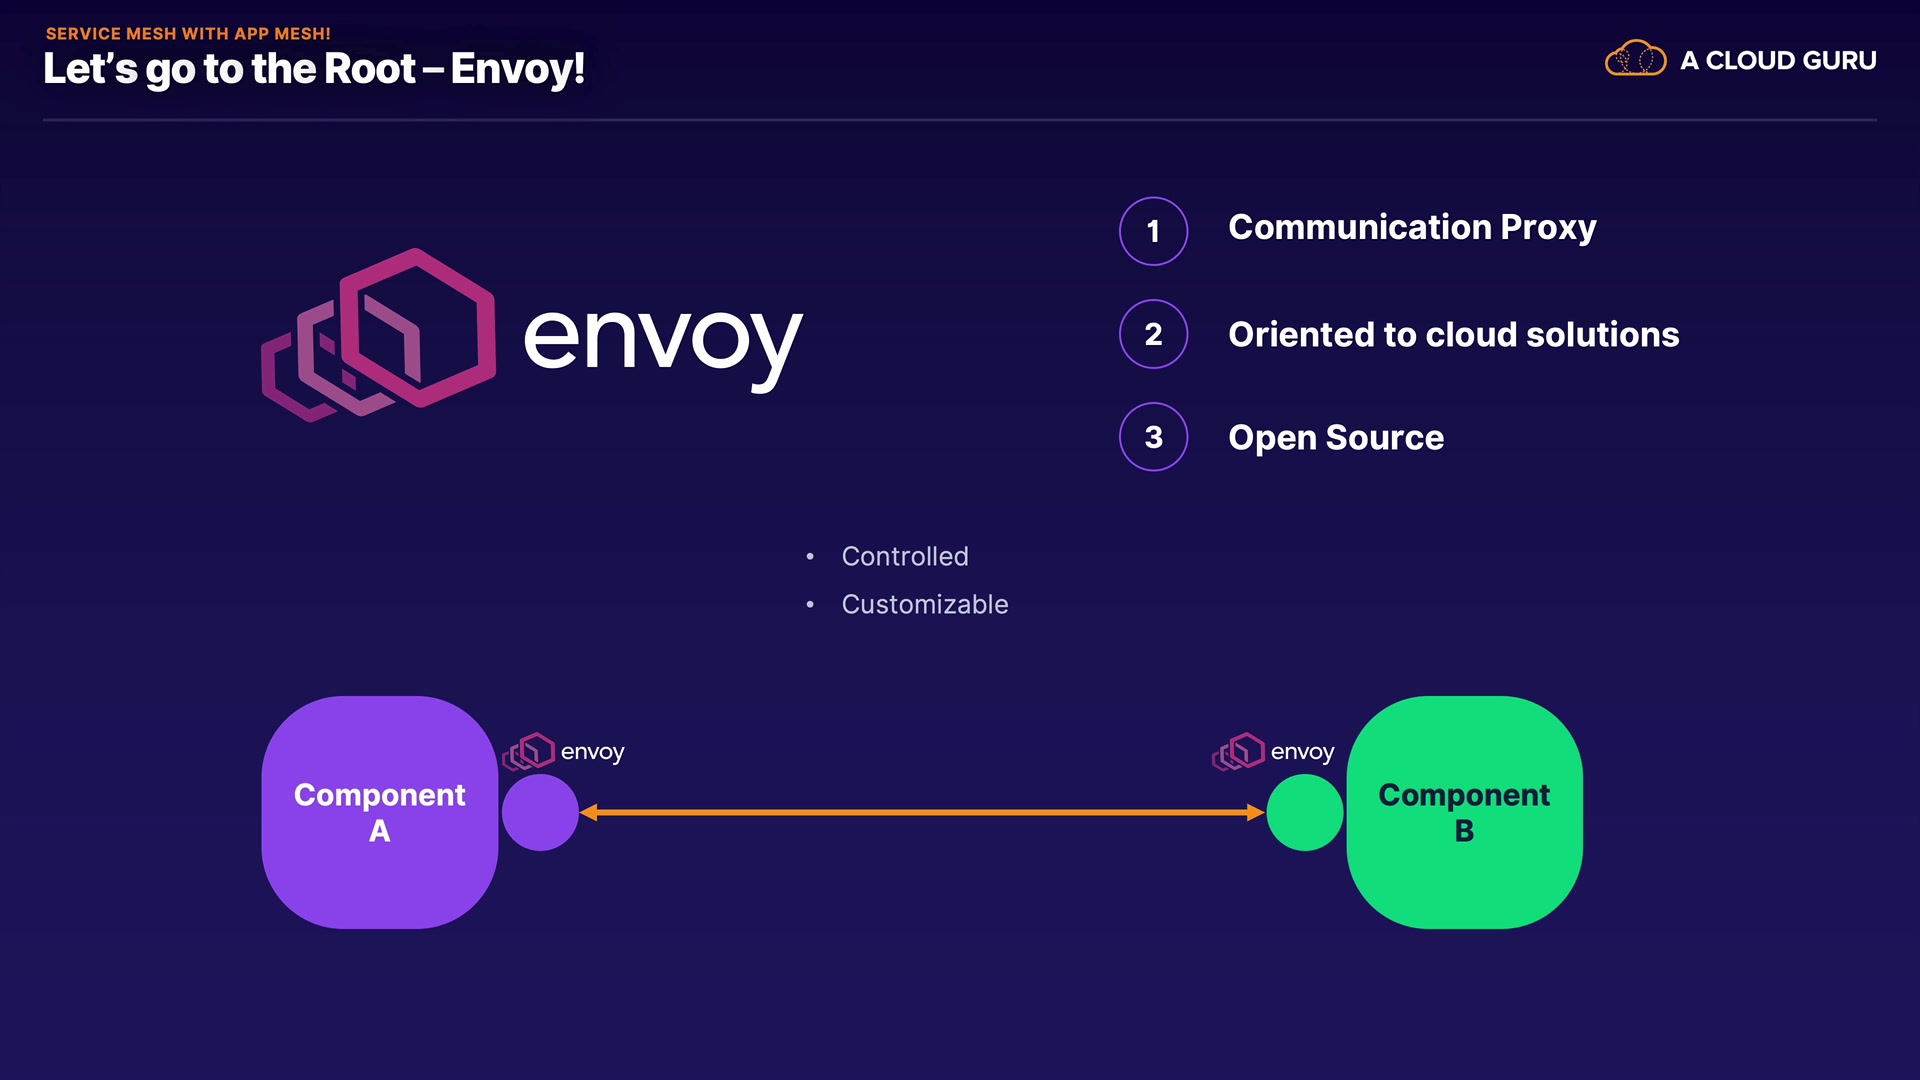 SERVICE MESH WITH APP MESH!
Let’s go to the Root – Envoy!
A CLOUD GURU
envoy
1 Communication Proxy
2 Oriented to cloud solutions
3 Open Source
• Controlled
• Customizable
Component
A
envoy
envoy
Component
B